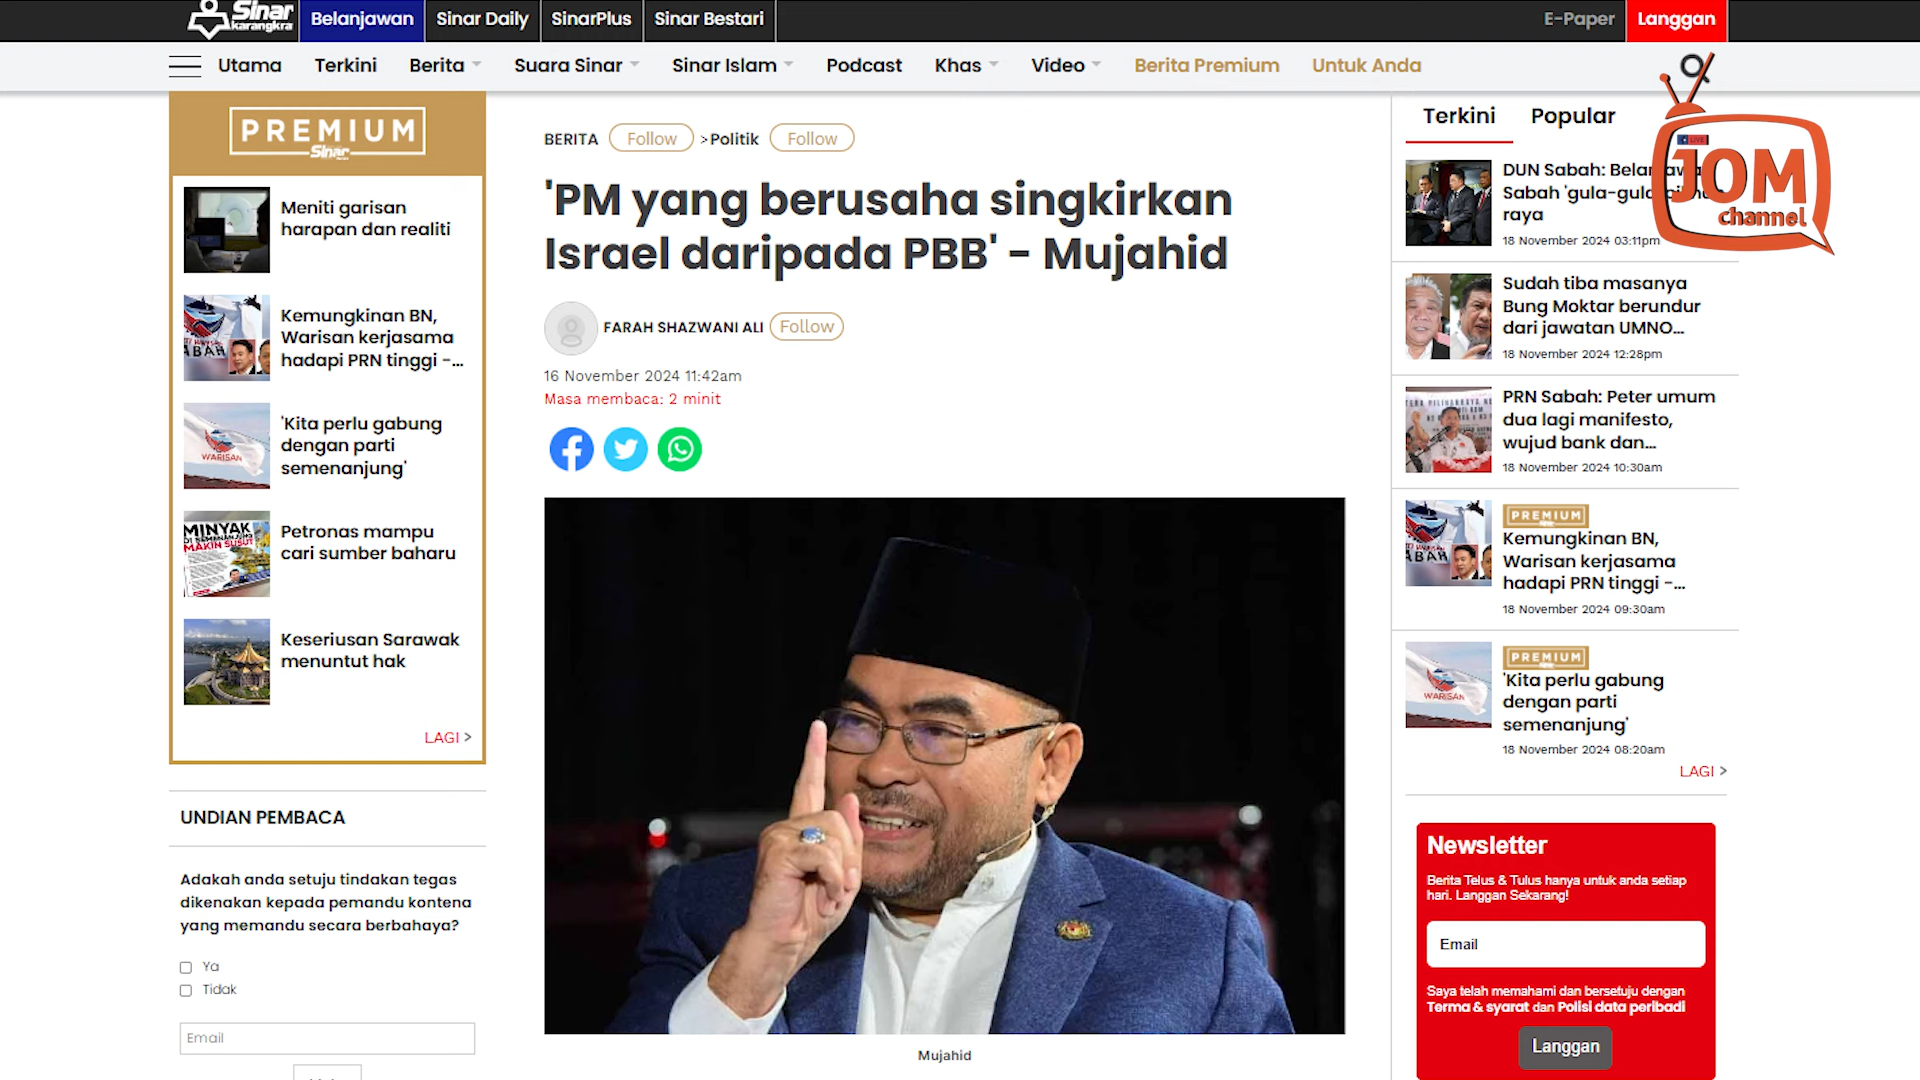 Sinar
karangkraf
Belanjawan
Sinar Daily
SinarPlus
Sinar Bestari
E-Paper
Langgan
Utama
Terkini
Berita
Suara Sinar
Sinar Islam
Podcast
Khas
Video
Berita Premium
Untuk Anda
PREMIUM
Sinar
Meniti garisan
harapan dan realiti
Kemungkinan BN,
Warisan kerjasama
hadapi PRN tinggi -...
'Kita perlu gabung
dengan parti
semenanjung'
WARISAN
MINYAK
DI SEMENANJUNG
MAKIN SUSUT
Petronas mampu
cari sumber baharu
Keseriusan Sarawak
menuntut hak
LAGI >
UNDIAN PEMBACA
Adakah anda setuju tindakan tegas
dikenakan kepada pemandu kontena
yang memandu secara berbahaya?
Ya
Tidak
Email
BERITA
Follow
>Politik
Follow
'PM yang berusaha singkirkan
Israel daripada PBB' - Mujahid
FARAH SHAZWANI ALI
Follow
16 November 2024 11:42am
Masa membaca: 2 minit
Mujahid
Terkini
Popular
LIVE
JOM
channel
DUN Sabah:
Sabah 'gula-gula
raya
18 November 2024 03:11pm
Sudah tiba masanya
Bung Moktar berundur
dari jawatan UMNO...
18 November 2024 12:28pm
PRN Sabah: Peter umum
dua lagi manifesto,
wujud bank dan...
18 November 2024 10:30am
PREMIUM
Kemungkinan BN,
Warisan kerjasama
hadapi PRN tinggi -...
18 November 2024 09:30am
WARISAN
PREMIUM
'Kita perlu gabung
dengan parti
semenanjung'
18 November 2024 08:20am
LAGI >
Newsletter
Berita Telus & Tulus hanya untuk anda setiap
hari. Langgan Sekarang!
Email
Saya telah memahami dan bersetuju dengan
Terma & syarat dan Polisi data peribadi
Langgan